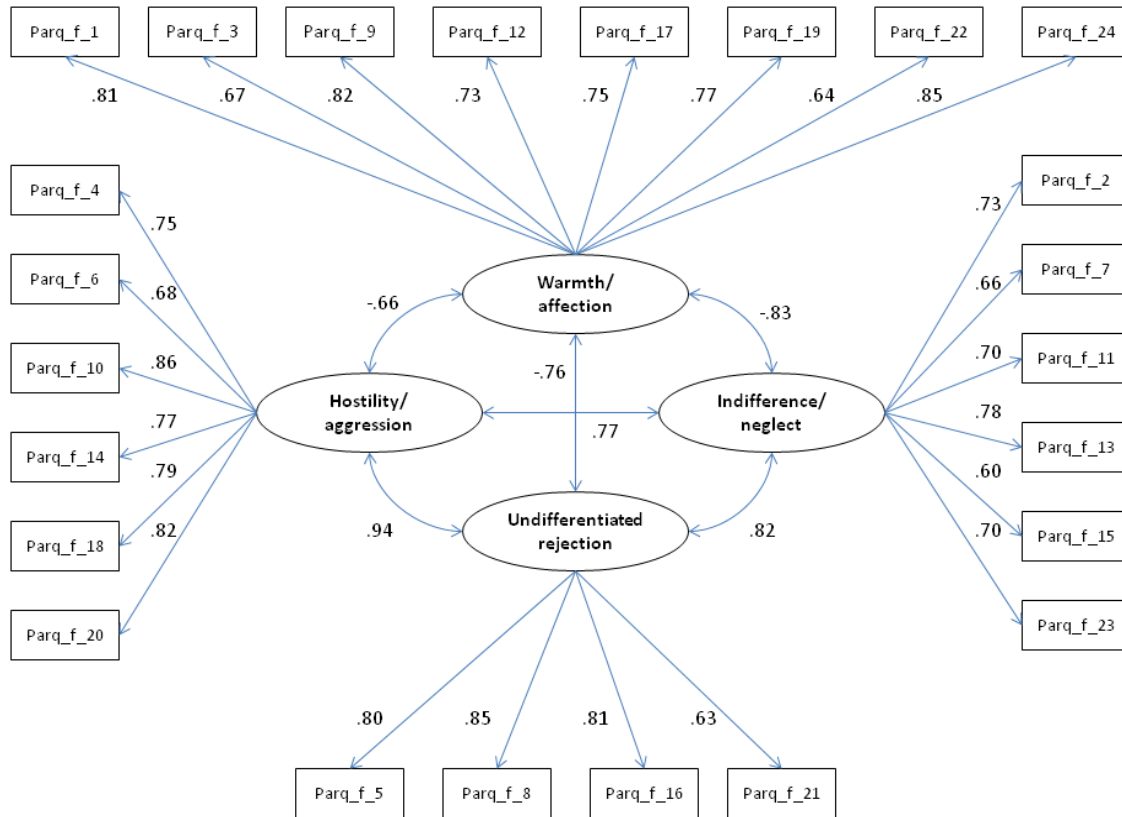 Parq_f_1 Parq_f_3 Parq_f_9 Parq_f_12 Parq_f_17 Parq_f_19 Parq_f_22 Parq_f_24
.81 .67 .82 .73 .75 .77 .64 .85
Parq_f_4
Parq_f_2
.75
.73
Parq_f_6
Parq_f_7
.68
.66
Warmth/
affection
-.66
-.83
Parq_f_10
Parq_f_11
.86
.70
-.76
Hostility/
aggression
Indifference/
neglect
.77
.78
.77
Parq_f_14
Parq_f_13
.79
.60
Undifferentiated
rejection
.94
.82
.82
.70
Parq_f_18
Parq_f_15
Parq_f_20
Parq_f_23
.80 .85 .81 .63
Parq_f_5 Parq_f_8 Parq_f_16 Parq_f_21